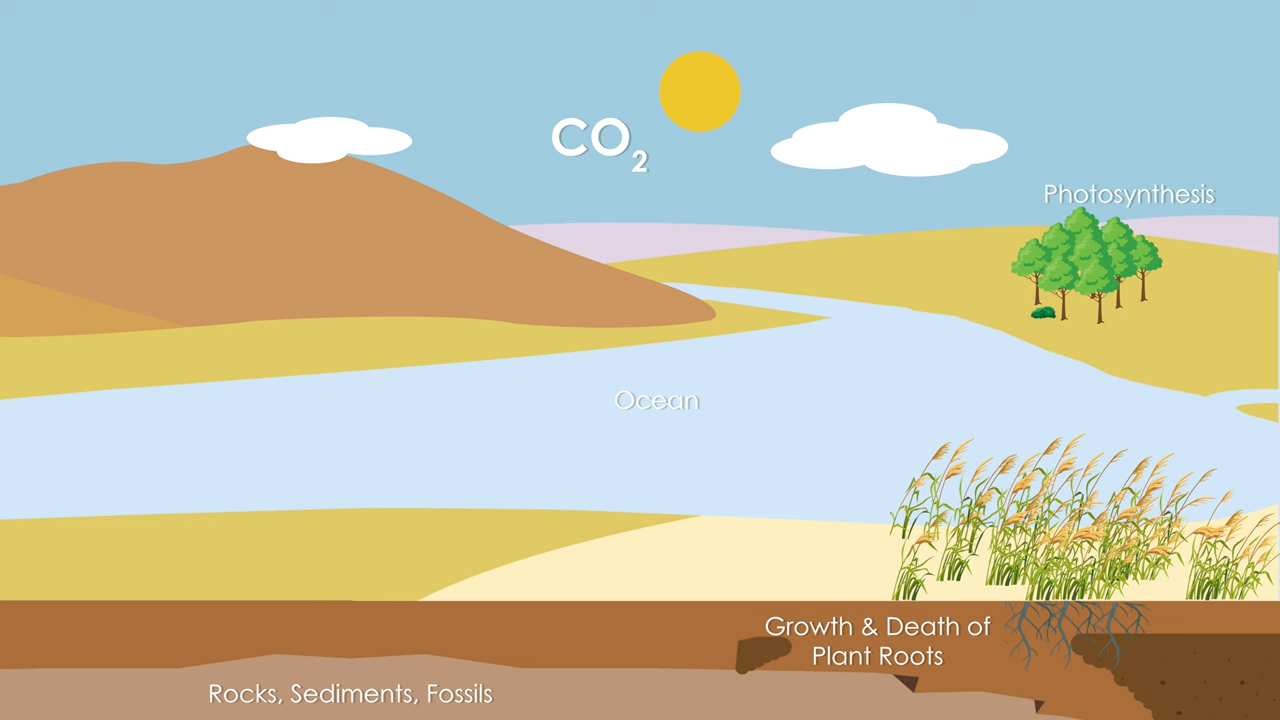 CO₂
Photosynthesis
Ocean
Growth & Death of
Plant Roots
Rocks, Sediments, Fossils